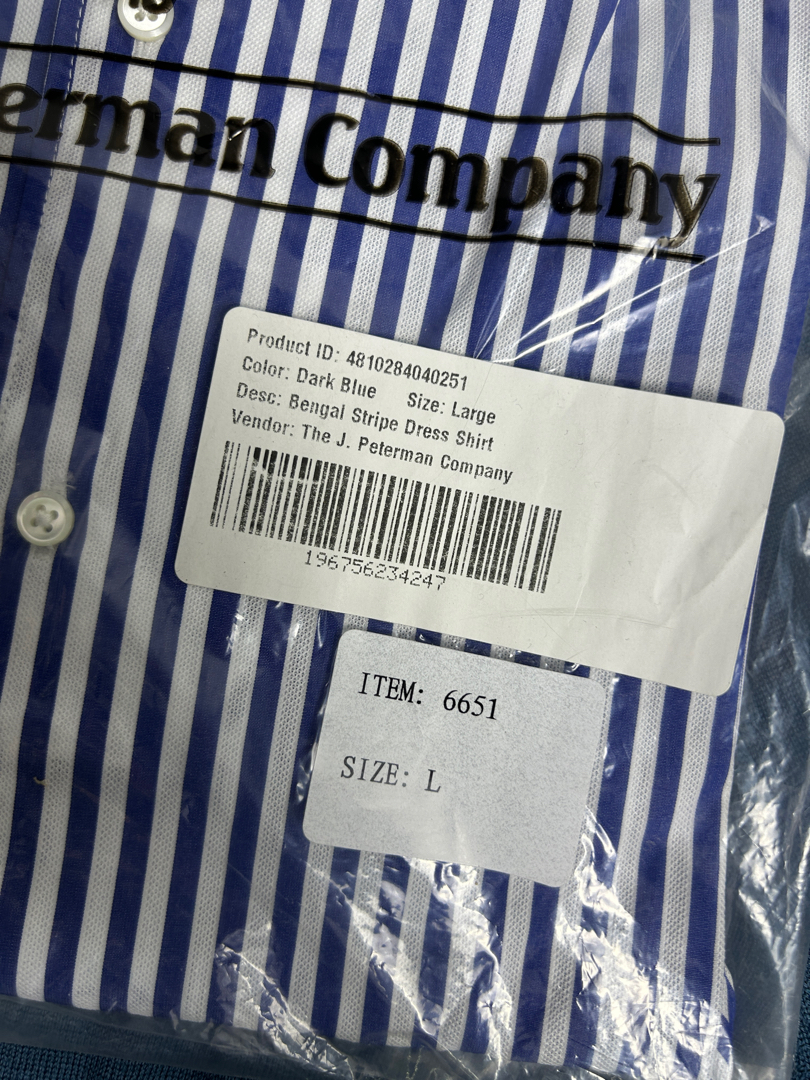 erman Company
Product ID: 4810284040251
Color: Dark Blue Size: Large
Desc: Bengal Stripe Dress Shirt
Vendor: The J. Peterman Company
196756234247
ITEM: 6651
SIZE: L